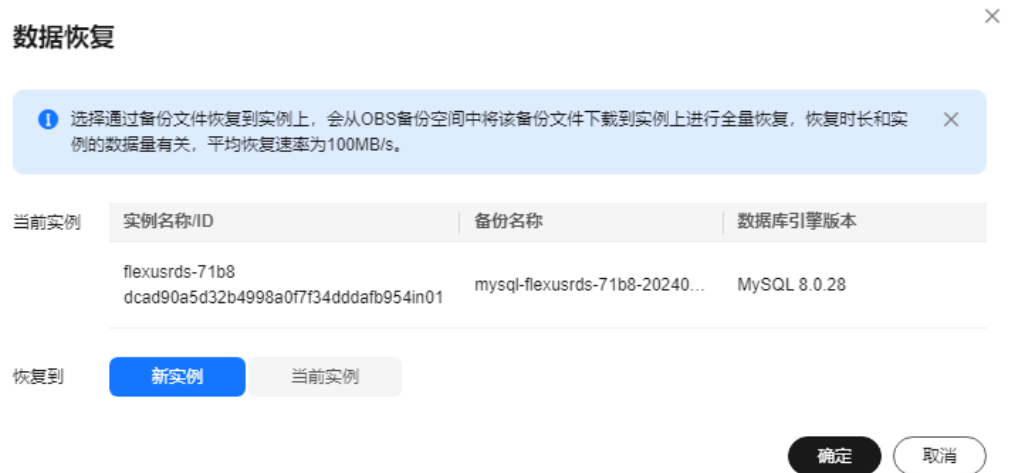 数据恢复
选择通过备份文件恢复到实例上，会从OBS备份空间中将该备份文件下载到实例上进行全量恢复，恢复时长和实
例的数据量有关，平均恢复速率为100MB/s。
当前实例 实例名称/ID 备份名称 数据库引擎版本
flexusrds-71b8
dcad90a5d32b4998a0f7f34dddafb954in01
mysql-flexusrds-71b8-20240... MySQL 8.0.28
恢复到 新实例 当前实例
确定 取消